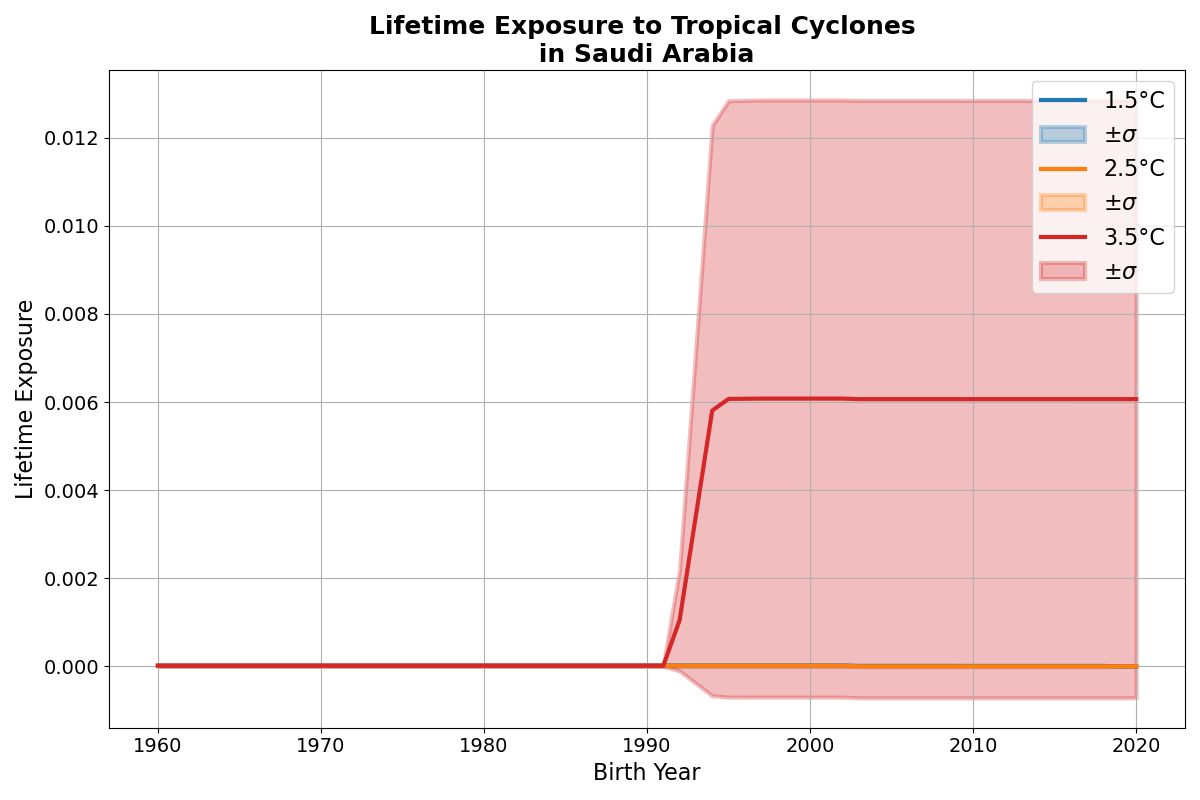 Lifetime Exposure to Tropical Cyclones
in Saudi Arabia
1.5°C
±σ
2.5°C
±σ
3.5°C
±σ
Lifetime Exposure
0.012
0.010
0.008
0.006
0.004
0.002
0.000
1960 1970 1980 1990 2000 2010 2020
Birth Year